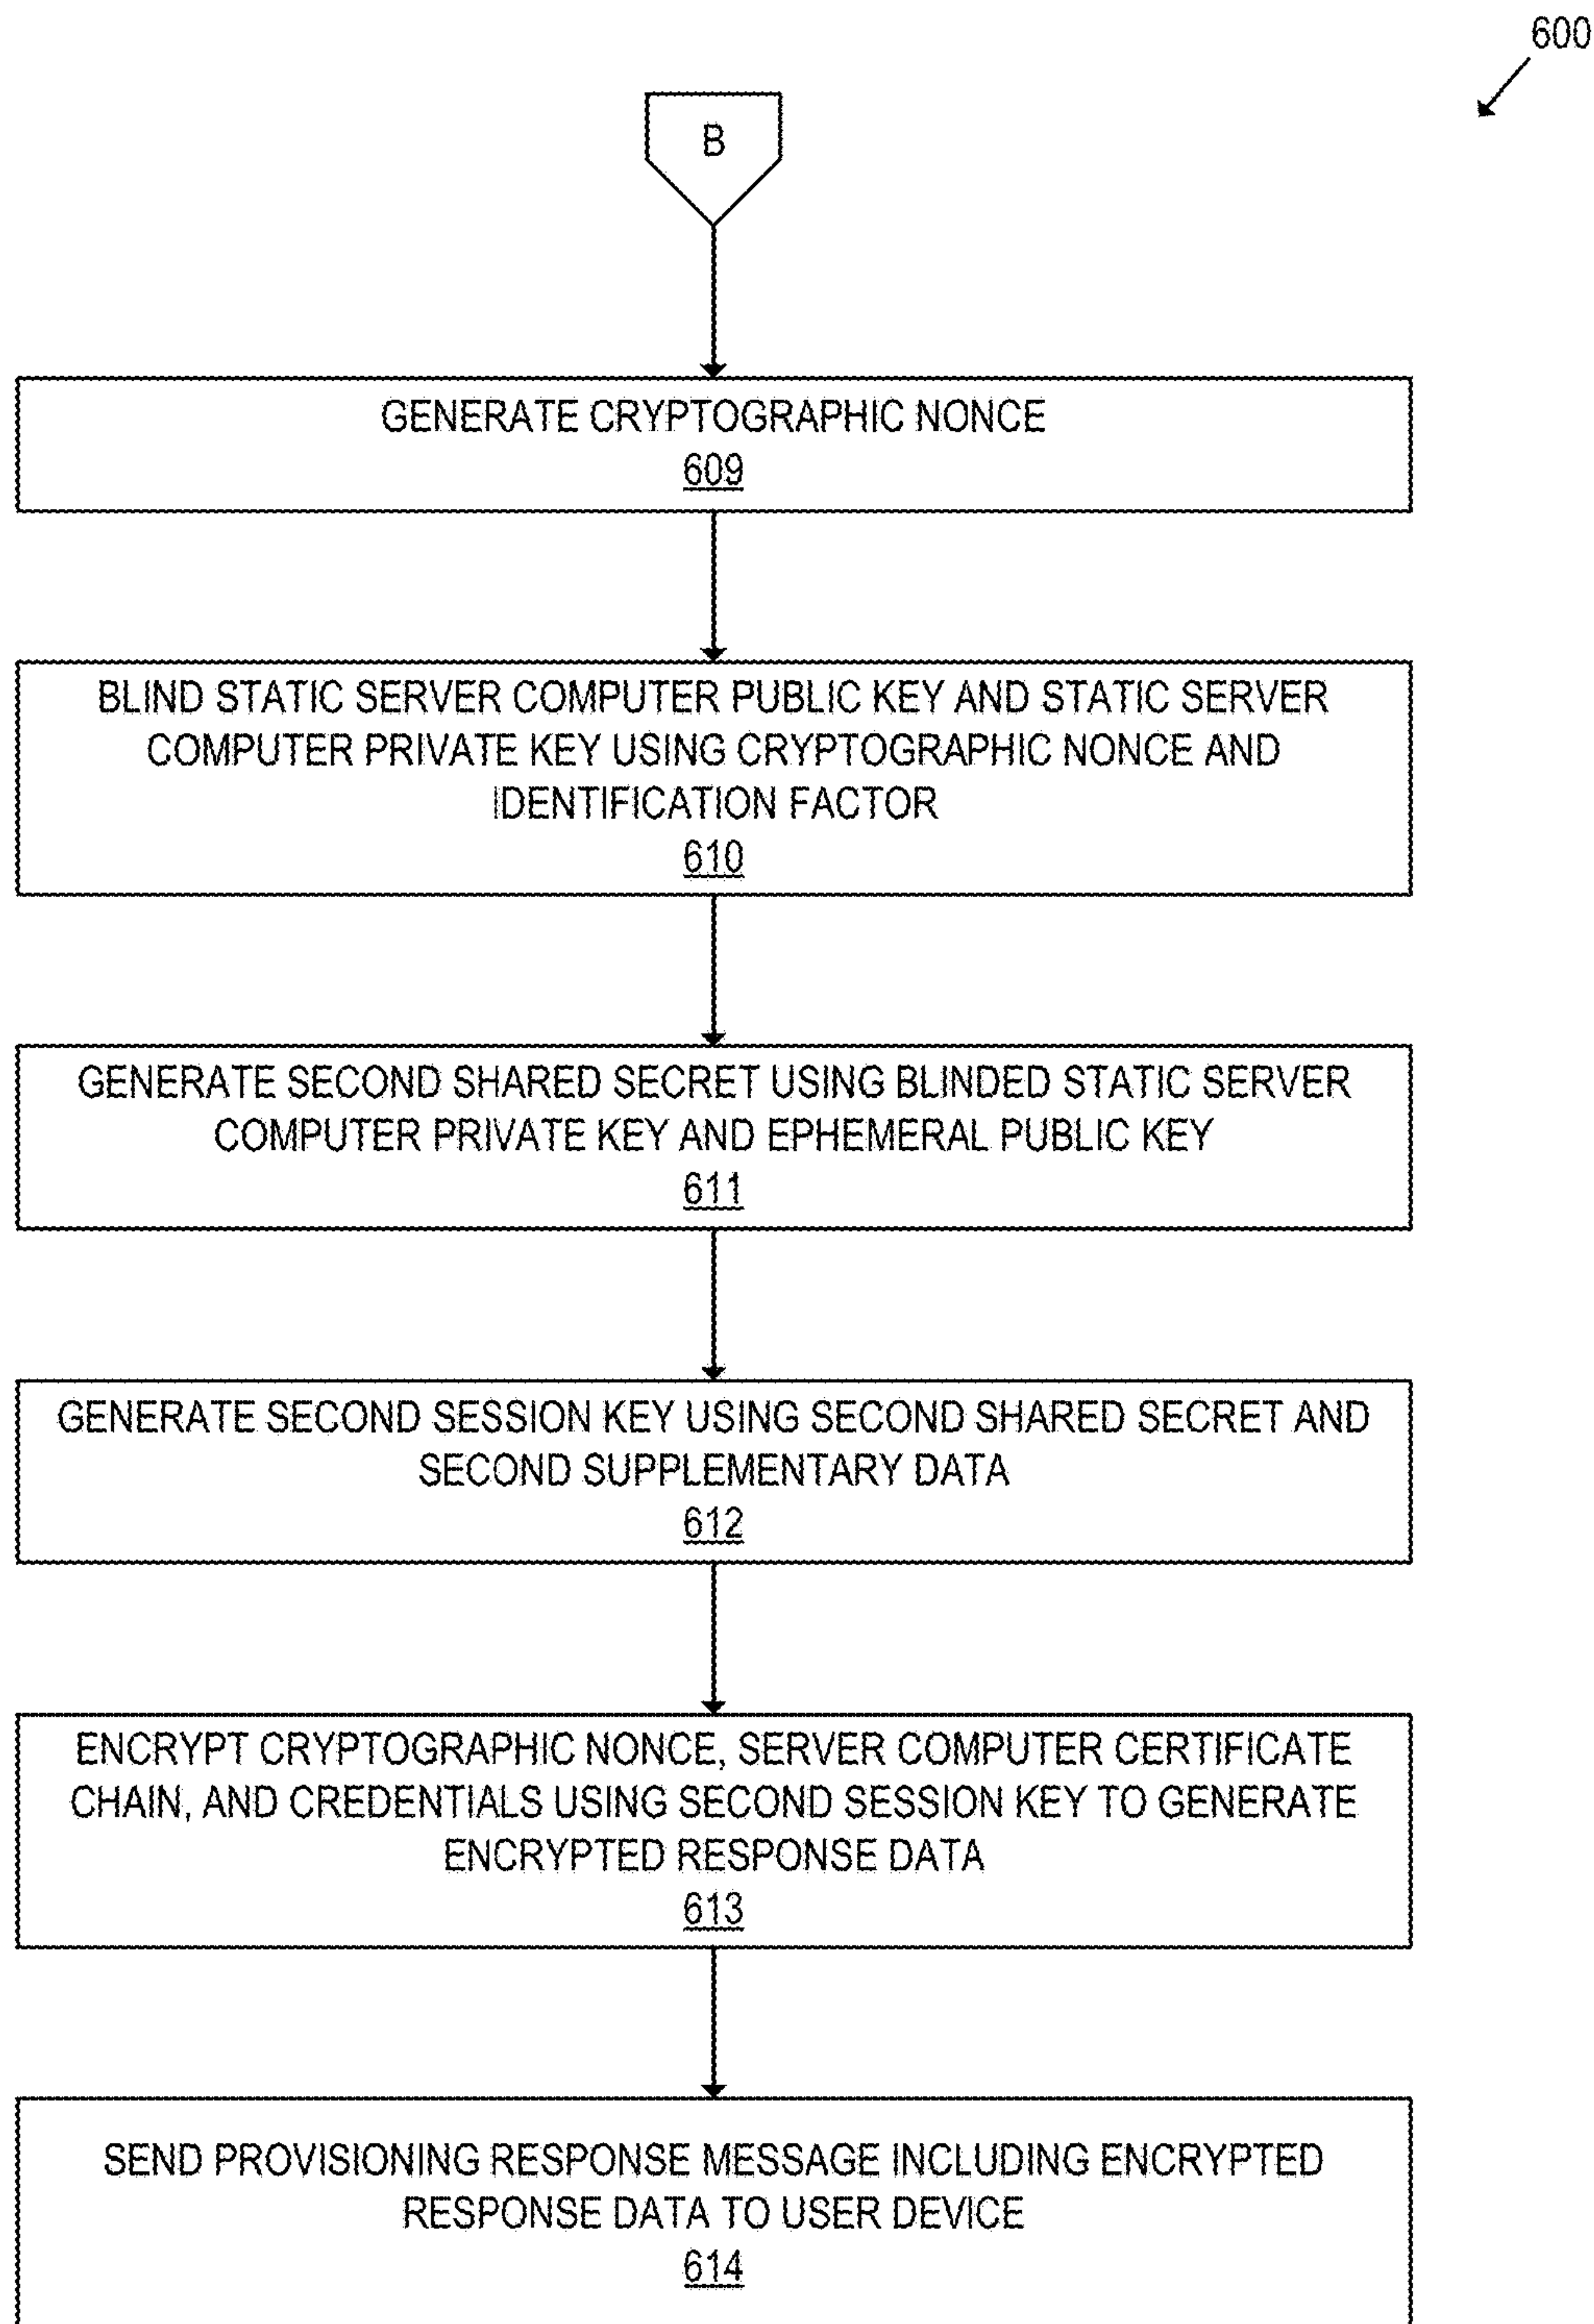 600
B
GENERATE CRYPTOGRAPHIC NONCE
609
BLIND STATIC SERVER COMPUTER PUBLIC KEY AND STATIC SERVER
COMPUTER PRIVATE KEY USING CRYPTOGRAPHIC NONCE AND
IDENTIFICATION FACTOR
610
GENERATE SECOND SHARED SECRET USING BLINDED STATIC SERVER
COMPUTER PRIVATE KEY AND EPHEMERAL PUBLIC KEY
611
GENERATE SECOND SESSION KEY USING SECOND SHARED SECRET AND
SECOND SUPPLEMENTARY DATA
612
ENCRYPT CRYPTOGRAPHIC NONCE, SERVER COMPUTER CERTIFICATE
CHAIN, AND CREDENTIALS USING SECOND SESSION KEY TO GENERATE
ENCRYPTED RESPONSE DATA
613
SEND PROVISIONING RESPONSE MESSAGE INCLUDING ENCRYPTED
RESPONSE DATA TO USER DEVICE
614